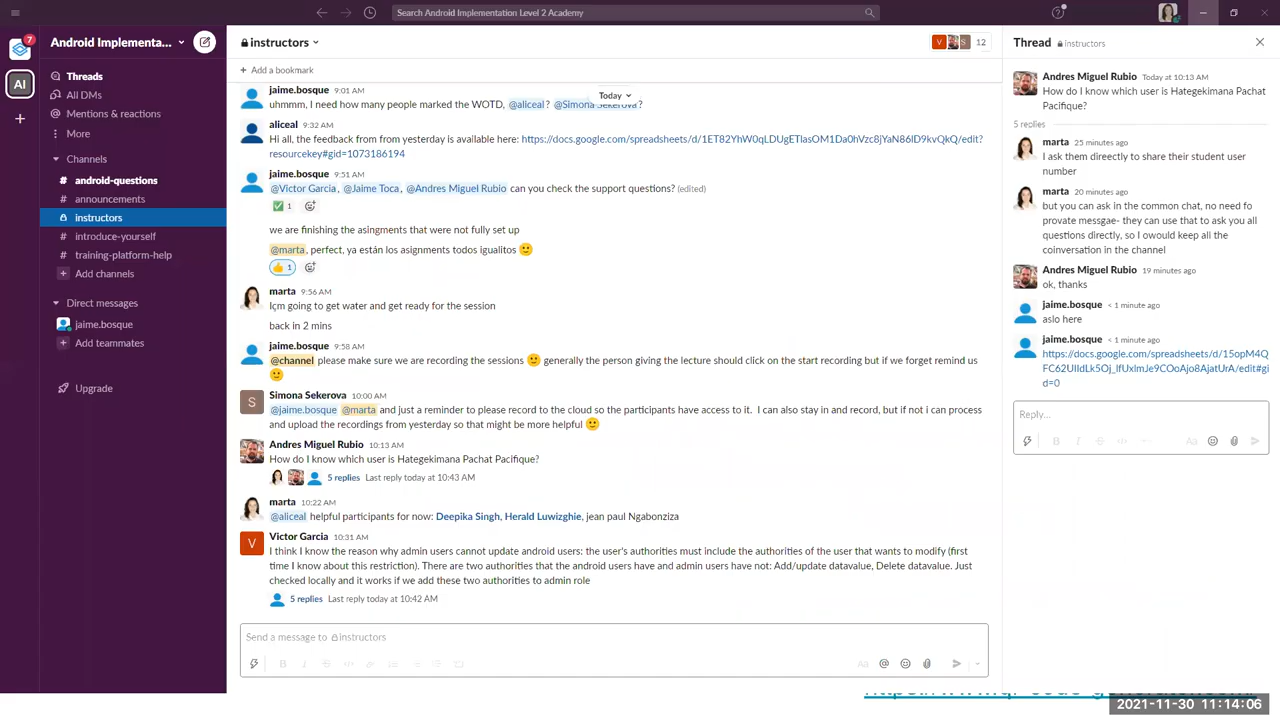 Search Android Implementation Level 2 Academy
7
Android Implementa...
AI
Threads
All DMs
Mentions & reactions
More
Channels
android-questions
announcements
instructors
# introduce-yourself
# training-platform-help
Add channels
Direct messages
jaime.bosque
Add teammates
Upgrade
instructors
V S 12
+ Add a bookmark
Today
jaime.bosque 9:01 AM
uhmmm, I need how many people marked the WOTD, @aliceal? @Simona Sekerova?
aliceal 9:32 AM
Hi all, the feedback from from yesterday is available here: https://docs.google.com/spreadsheets/d/1ET82YhW0qLDUgETlasOM1Da0hVzc8jYaN86lD9kvQkQ/edit?
resourcekey#gid=1073186194
jaime.bosque 9:51 AM
@Victor Garcia, @Jaime Toca, @Andres Miguel Rubio can you check the support questions? (edited)
1
we are finishing the asingments that were not fully set up
@marta, perfect, ya están los asignments todos igualitos
1
marta 9:56 AM
Içm going to get water and get ready for the session
back in 2 mins
jaime.bosque 9:58 AM
@channel please make sure we are recording the sessions generally the person giving the lecture should click on the start recording but if we forget remind us
S
Simona Sekerova 10:00 AM
@jaime.bosque @marta and just a reminder to please record to the cloud so the participants have access to it. I can also stay in and record, but if not i can process
and upload the recordings from yesterday so that might be more helpful
Andres Miguel Rubio 10:13 AM
How do I know which user is Hategekimana Pachat Pacifique?
5 replies Last reply today at 10:43 AM
marta 10:22 AM
@aliceal helpful participants for now: Deepika Singh, Herald Luwizghie, jean paul Ngabonziza
V
Victor Garcia 10:31 AM
I think I know the reason why admin users cannot update android users: the user's authorities must include the authorities of the user that wants to modify (first
time I know about this restriction). There are two authorities that the android users have and admin users have not: Add/update datavalue, Delete datavalue. Just
checked locally and it works if we add these two authorities to admin role
5 replies Last reply today at 10:42 AM
Send a message to instructors
Thread instructors
Andres Miguel Rubio Today at 10:13 AM
How do I know which user is Hategekimana Pachat
Pacifique?
5 replies
marta 25 minutes ago
I ask them diirectly to share their student user
number
marta 20 minutes ago
but you can ask in the common chat, no need fo
provate messgae- they can use that to ask you all
questions directly, so I owould keep all the
coinversation in the channel
Andres Miguel Rubio 19 minutes ago
ok, thanks
jaime.bosque < 1 minute ago
aslo here
jaime.bosque < 1 minute ago
https://docs.google.com/spreadsheets/d/15opM4Q
FC62UIIdLk5Oj_lfUxlmJe9COoAjo8AjatUrA/edit#gi
d=0
Reply...
2021-11-30 11:14:06